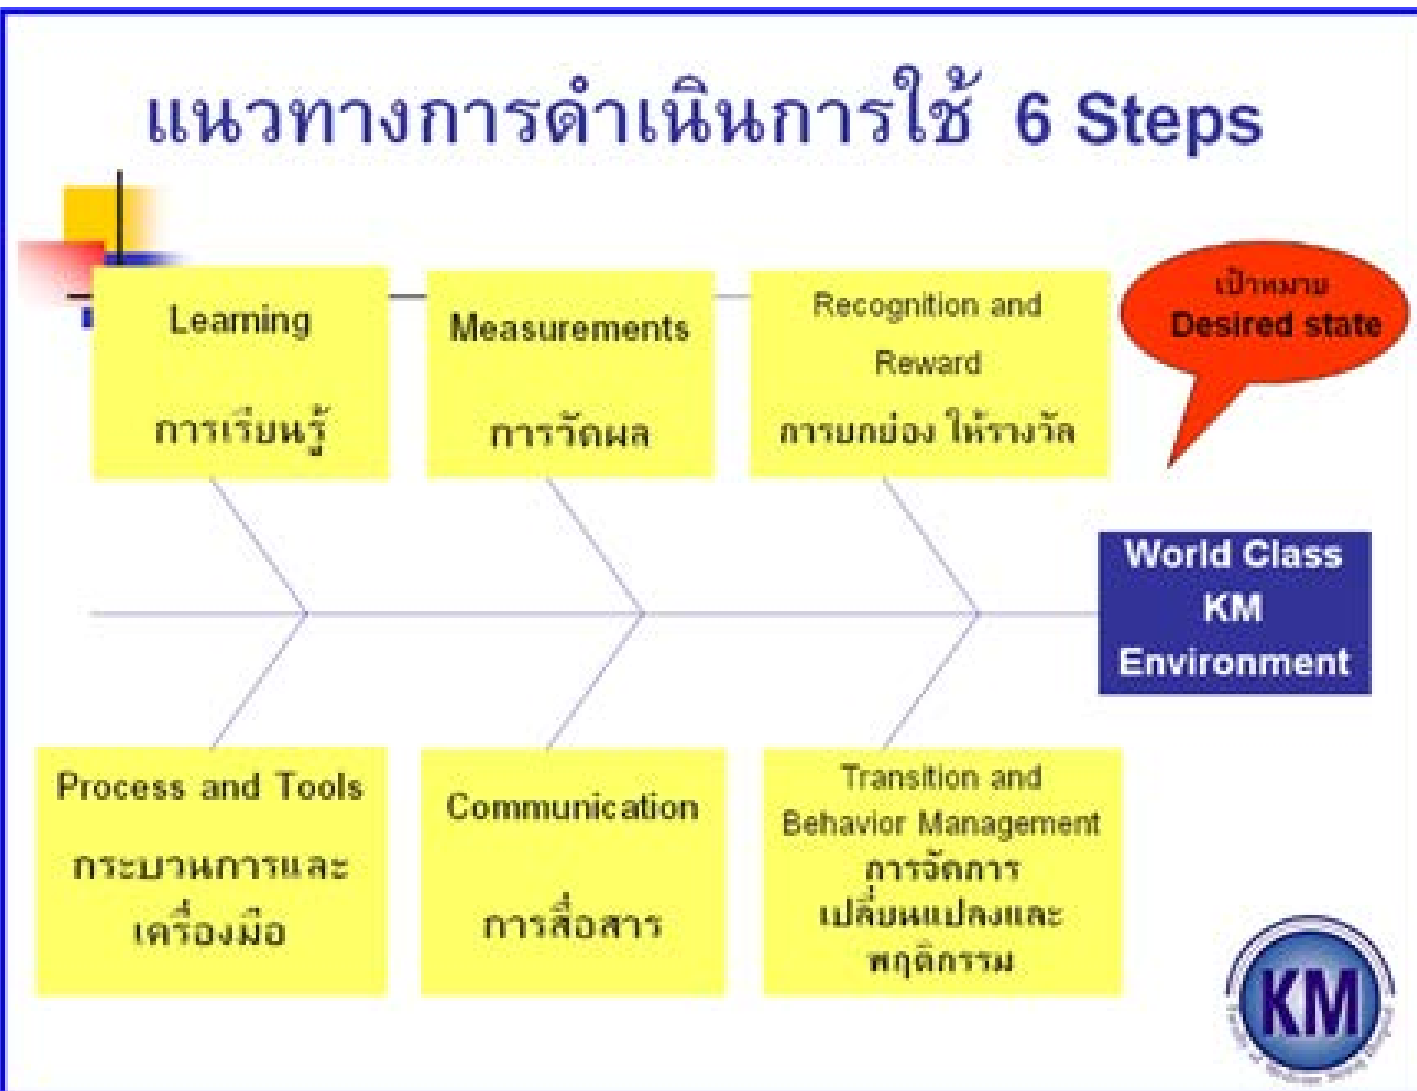 แนวทางการดำเนินการใช้ 6 Steps
Learning
การเรียนรู้
Measurements
การวัดผล
Recognition and
Reward
การยกย่อง ให้รางวัล
เป้าหมาย
Desired state
World Class
KM
Environment
Process and Tools
กระบวนการและ
เครื่องมือ
Communication
การสื่อสาร
Transition and
Behavior Management
การจัดการ
เปลี่ยนแปลงและ
พฤติกรรม
KM